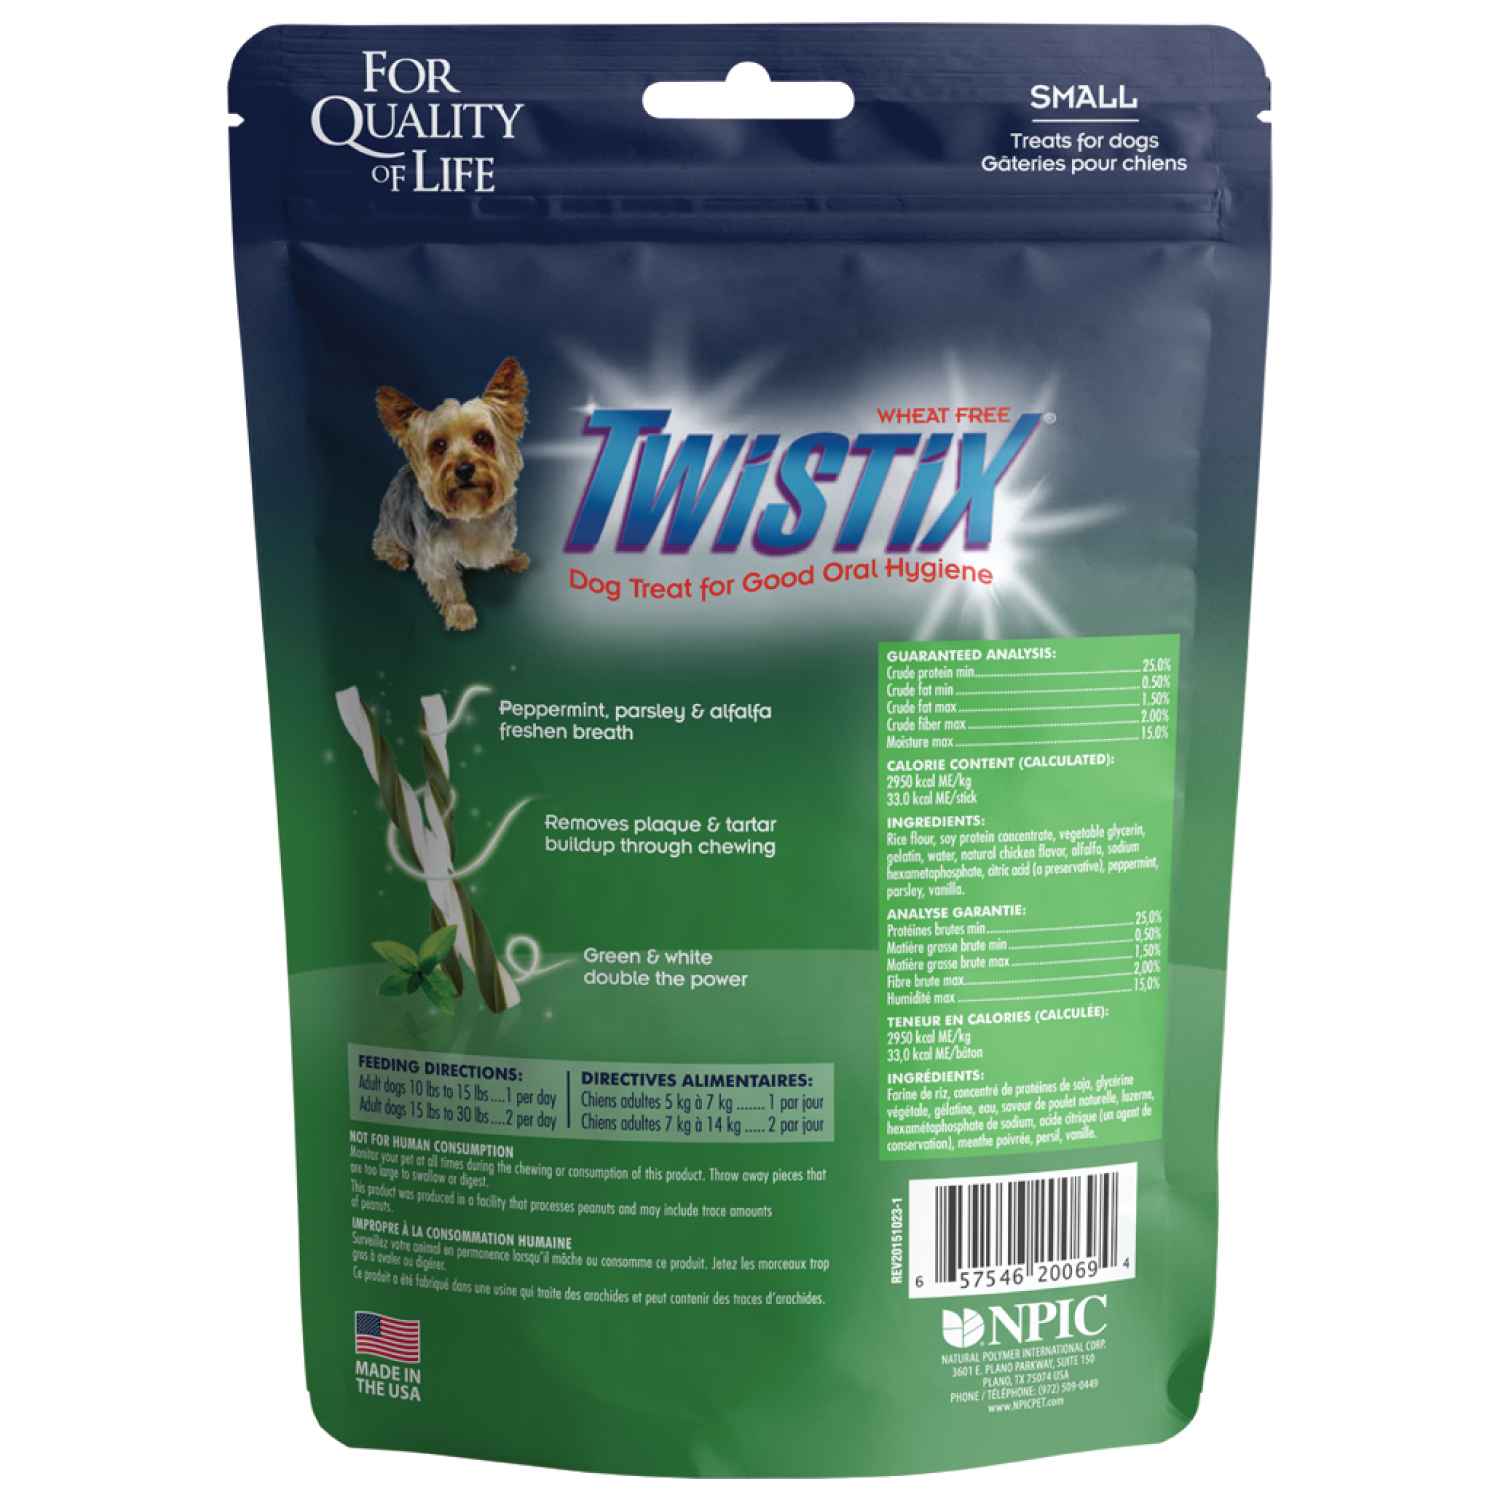 FOR
QUALITY
OF LIFE
SMALL
Treats for dogs
Gâteries pour chiens
WHEAT FREE
TWiSTiX®
Dog Treat for Good Oral Hygiene
Peppermint, parsley & alfalfa
freshen breath
Removes plaque & tartar
buildup through chewing
Green & white
double the power
GUARANTEED ANALYSIS:
Crude protein min.......25.0%
Crude fat min.......0.50%
Crude fat max.......1.50%
Crude fiber max.......2.00%
Moisture max.......15.0%
CALORIE CONTENT (CALCULATED):
2950 kcal ME/kg
33.0 kcal ME/stick
INGREDIENTS:
Rice flour, soy protein concentrate, vegetable glycerin,
gelatin, water, natural chicken flavor, alfalfa, sodium
hexametaphosphate, citric acid (a preservative), peppermint,
parsley, vanilla.
ANALYSE GARANTIE:
Protéines brutes min.......25,0%
Matière grasse brute min.......0,50%
Matière grasse brute max.......1,50%
Fibre brute max.......2,00%
Humidité max.......15,0%
TENEUR EN CALORIES (CALCULÉE):
2950 kcal ME/kg
33,0 kcal ME/bâton
INGRÉDIENTS:
Farine de riz, concentré de protéines de soja, glycérine
végétale, gélatine, eau, saveur de poulet naturelle, luzerne,
hexamétaphosphate de sodium, acide citrique (un agent de
conservation), menthe poivrée, persil, vanille.
FEEDING DIRECTIONS:
Adult dogs 10 lbs to 15 lbs....1 per day
Adult dogs 15 lbs to 30 lbs....2 per day
DIRECTIVES ALIMENTAIRES:
Chiens adultes 5 kg à 7 kg ....... 1 par jour
Chiens adultes 7 kg à 14 kg ..... 2 par jour
NOT FOR HUMAN CONSUMPTION
Monitor your pet at all times during the chewing or consumption of this product. Throw away pieces that
are too large to swallow or digest.
This product was produced in a facility that processes peanuts and may include trace amounts
of peanuts.
IMPROPRE À LA CONSOMMATION HUMAINE
Surveillez votre animal en permanence lorsqu'il mâche ou consomme ce produit. Jetez les morceaux trop
gros à avaler ou digérer.
Ce produit a été fabriqué dans une usine qui traite des arachides et peut contenir des traces d'arachides.
MADE IN
THE USA
REV20151023-1
6 57546 20069 4
NPIC
NATURAL POLYMER INTERNATIONAL CORP.
3601 E. PLANO PARKWAY, SUITE 150
PLANO, TX 75074 USA
PHONE / TÉLÉPHONE: (972) 509-0449
www.NPICPET.com